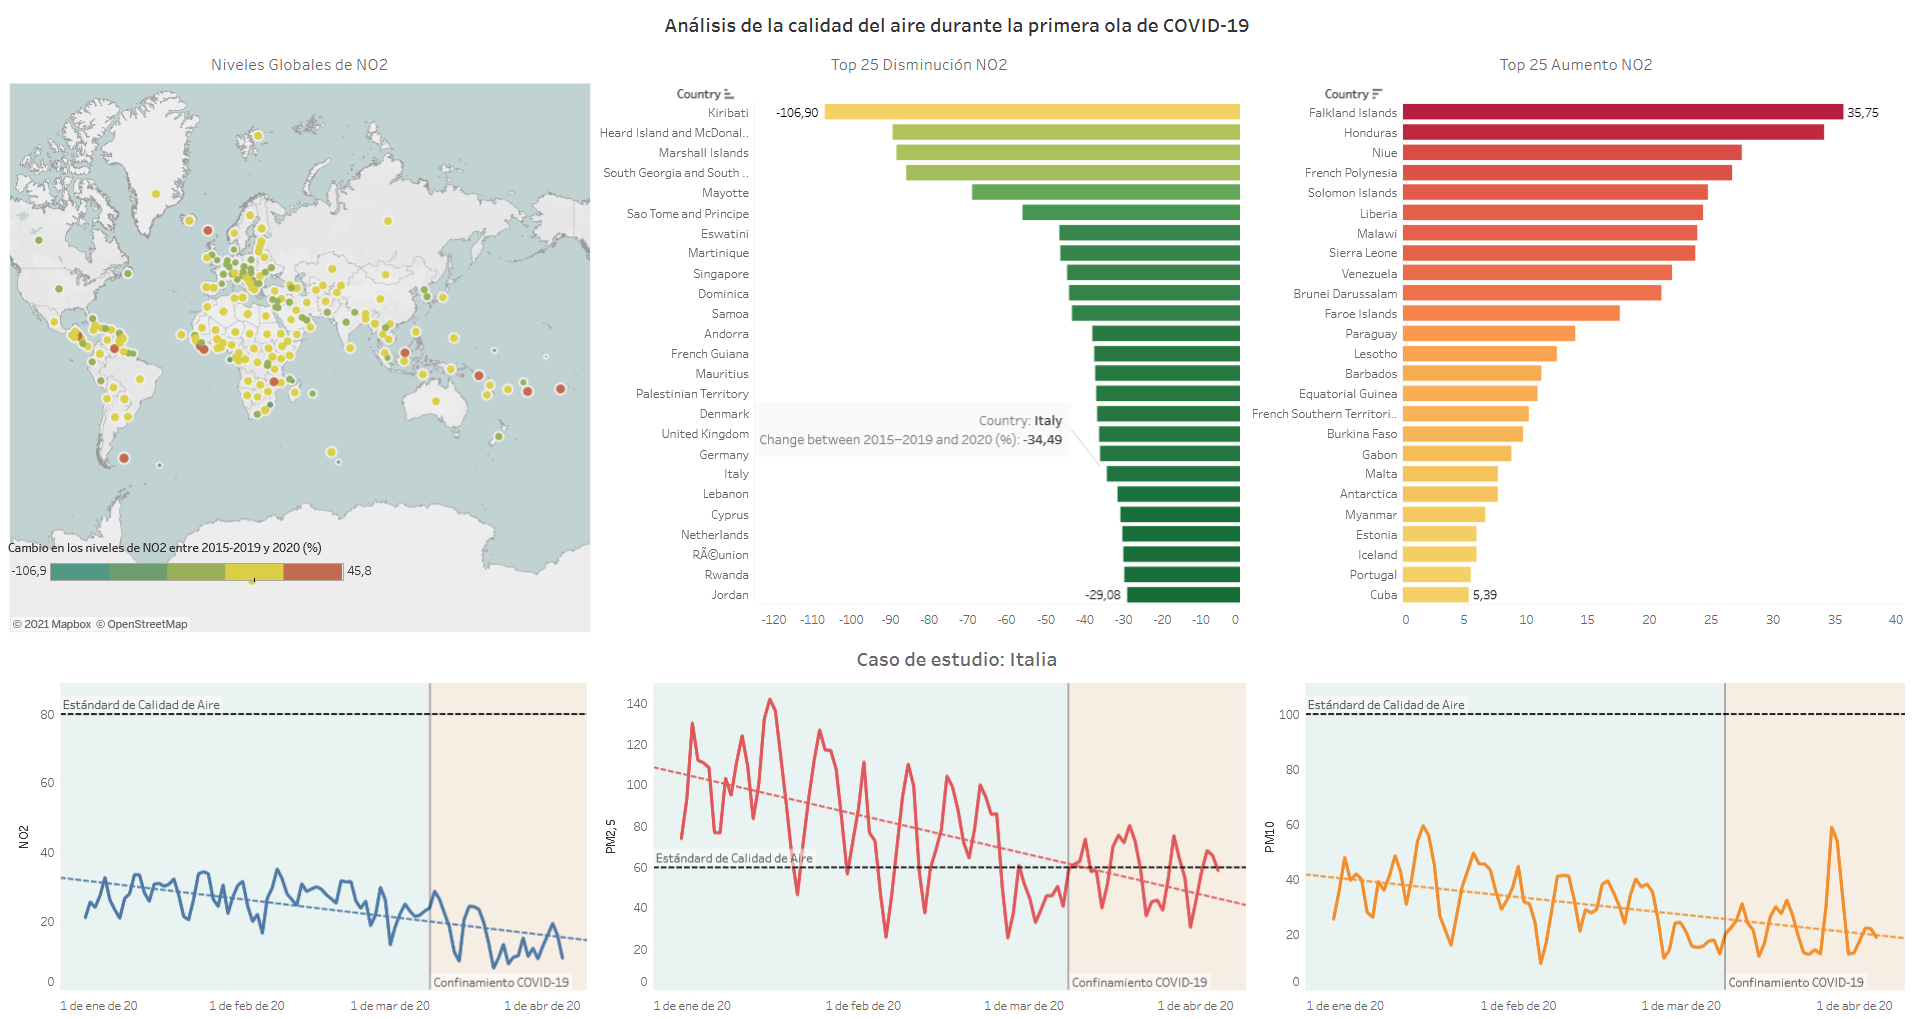 Análisis de la calidad del aire durante la primera ola de COVID-19
Niveles Globales de NO2
Cambio en los niveles de NO2 entre 2015-2019 y 2020 (%)
-106,9
45,8
© 2021 Mapbox © OpenStreetMap
Top 25 Disminución NO2
Country
Kiribati
-106,90
Heard Island and McDonal..
Marshall Islands
South Georgia and South ..
Mayotte
Sao Tome and Principe
Eswatini
Martinique
Singapore
Dominica
Samoa
Andorra
French Guiana
Mauritius
Palestinian Territory
Denmark
United Kingdom
Germany
Italy
Lebanon
Cyprus
Netherlands
RÃ©union
Rwanda
Jordan
-29,08
Country: Italy
Change between 2015–2019 and 2020 (%): -34,49
-120 -110 -100 -90 -80 -70 -60 -50 -40 -30 -20 -10 0
Top 25 Aumento NO2
Country
Falkland Islands
35,75
Honduras
Niue
French Polynesia
Solomon Islands
Liberia
Malawi
Sierra Leone
Venezuela
Brunei Darussalam
Faroe Islands
Paraguay
Lesotho
Barbados
Equatorial Guinea
French Southern Territori..
Burkina Faso
Gabon
Malta
Antarctica
Myanmar
Estonia
Iceland
Portugal
Cuba
5,39
0 5 10 15 20 25 30 35 40
Caso de estudio: Italia
NO2
80
60
40
20
0
Estándard de Calidad de Aire
Confinamiento COVID-19
1 de ene de 20 1 de feb de 20 1 de mar de 20 1 de abr de 20
PM2,5
140
120
100
80
60
40
20
0
Estándard de Calidad de Aire
Confinamiento COVID-19
1 de ene de 20 1 de feb de 20 1 de mar de 20 1 de abr de 20
PM10
100
80
60
40
20
0
Estándard de Calidad de Aire
Confinamiento COVID-19
1 de ene de 20 1 de feb de 20 1 de mar de 20 1 de abr de 20